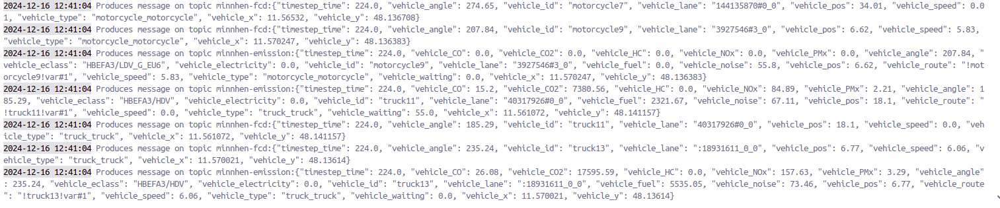 2024-12-16 12:41:04 Produces message on topic minnhen-fcd:{"timestep_time": 224.0, "vehicle_angle": 274.65, "vehicle_id": "motorcycle7", "vehicle_lane": "144135870#0_0", "vehicle_pos": 34.01, "vehicle_speed": 0.0
1, "vehicle_type": "motorcycle_motorcycle", "vehicle_x": 11.56532, "vehicle_y": 48.136708}
2024-12-16 12:41:04 Produces message on topic minnhen-fcd:{"timestep_time": 224.0, "vehicle_angle": 207.84, "vehicle_id": "motorcycle9", "vehicle_lane": "3927546#3_0", "vehicle_pos": 6.62, "vehicle_speed": 5.83,
"vehicle_type": "motorcycle_motorcycle", "vehicle_x": 11.570247, "vehicle_y": 48.136383}
2024-12-16 12:41:04 Produces message on topic minnhen-emission:{"timestep_time": 224.0, "vehicle_CO": 0.0, "vehicle_CO2": 0.0, "vehicle_HC": 0.0, "vehicle_NOx": 0.0, "vehicle_PMx": 0.0, "vehicle_angle": 207.84, "
vehicle_eclass": "HBEFA3/LDV_G_EU6", "vehicle_electricity": 0.0, "vehicle_id": "motorcycle9", "vehicle_lane": "3927546#3_0", "vehicle_fuel": 0.0, "vehicle_noise": 55.8, "vehicle_pos": 6.62, "vehicle_route": "!mot
orcycle9!var#1", "vehicle_speed": 5.83, "vehicle_type": "motorcycle_motorcycle", "vehicle_waiting": 0.0, "vehicle_x": 11.570247, "vehicle_y": 48.136383}
2024-12-16 12:41:04 Produces message on topic minnhen-emission:{"timestep_time": 224.0, "vehicle_CO": 15.2, "vehicle_CO2": 7380.56, "vehicle_HC": 0.0, "vehicle_NOx": 84.89, "vehicle_PMx": 2.21, "vehicle_angle": 1
85.29, "vehicle_eclass": "HBEFA3/HDV", "vehicle_electricity": 0.0, "vehicle_id": "truck11", "vehicle_lane": "40317926#0_0", "vehicle_fuel": 2321.67, "vehicle_noise": 67.11, "vehicle_pos": 18.1, "vehicle_route": "
!truck11!var#1", "vehicle_speed": 0.0, "vehicle_type": "truck_truck", "vehicle_waiting": 55.0, "vehicle_x": 11.561072, "vehicle_y": 48.141157}
2024-12-16 12:41:04 Produces message on topic minnhen-fcd:{"timestep_time": 224.0, "vehicle_angle": 185.29, "vehicle_id": "truck11", "vehicle_lane": "40317926#0_0", "vehicle_pos": 18.1, "vehicle_speed": 0.0, "veh
icle_type": "truck_truck", "vehicle_x": 11.561072, "vehicle_y": 48.141157}
2024-12-16 12:41:04 Produces message on topic minnhen-fcd:{"timestep_time": 224.0, "vehicle_angle": 235.24, "vehicle_id": "truck13", "vehicle_lane": ":18931611_0_0", "vehicle_pos": 6.77, "vehicle_speed": 6.06, "v
ehicle_type": "truck_truck", "vehicle_x": 11.570021, "vehicle_y": 48.13614}
2024-12-16 12:41:04 Produces message on topic minnhen-emission:{"timestep_time": 224.0, "vehicle_CO": 26.08, "vehicle_CO2": 17595.59, "vehicle_HC": 0.0, "vehicle_NOx": 157.63, "vehicle_PMx": 3.29, "vehicle_angle"
: 235.24, "vehicle_eclass": "HBEFA3/HDV", "vehicle_electricity": 0.0, "vehicle_id": "truck13", "vehicle_lane": ":18931611_0_0", "vehicle_fuel": 5535.05, "vehicle_noise": 73.46, "vehicle_pos": 6.77, "vehicle_route
": "!truck13!var#1", "vehicle_speed": 6.06, "vehicle_type": "truck_truck", "vehicle_waiting": 0.0, "vehicle_x": 11.570021, "vehicle_y": 48.13614}